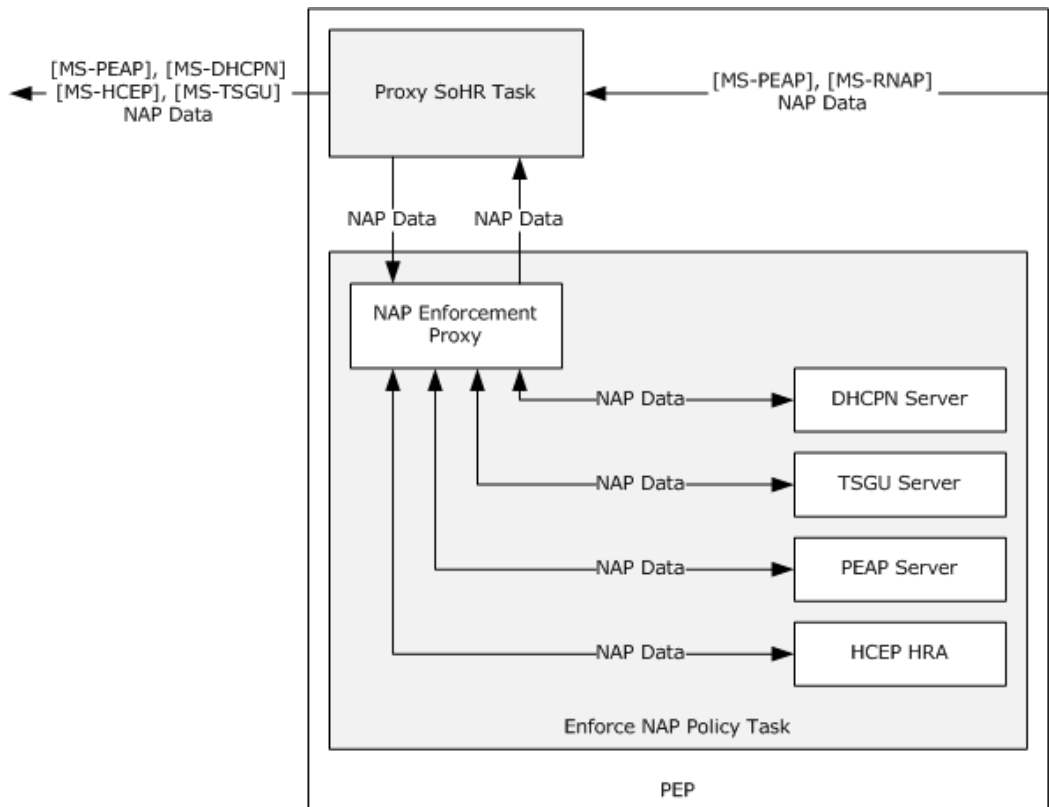 [MS-PEAP], [MS-DHCPN]
[MS-HCEP], [MS-TSGU]
NAP Data
Proxy SoHR Task
[MS-PEAP], [MS-RNAP]
NAP Data
NAP Data
NAP Data
NAP Enforcement
Proxy
NAP Data
DHCPN Server
NAP Data
TSGU Server
NAP Data
PEAP Server
NAP Data
HCEP HRA
Enforce NAP Policy Task
PEP